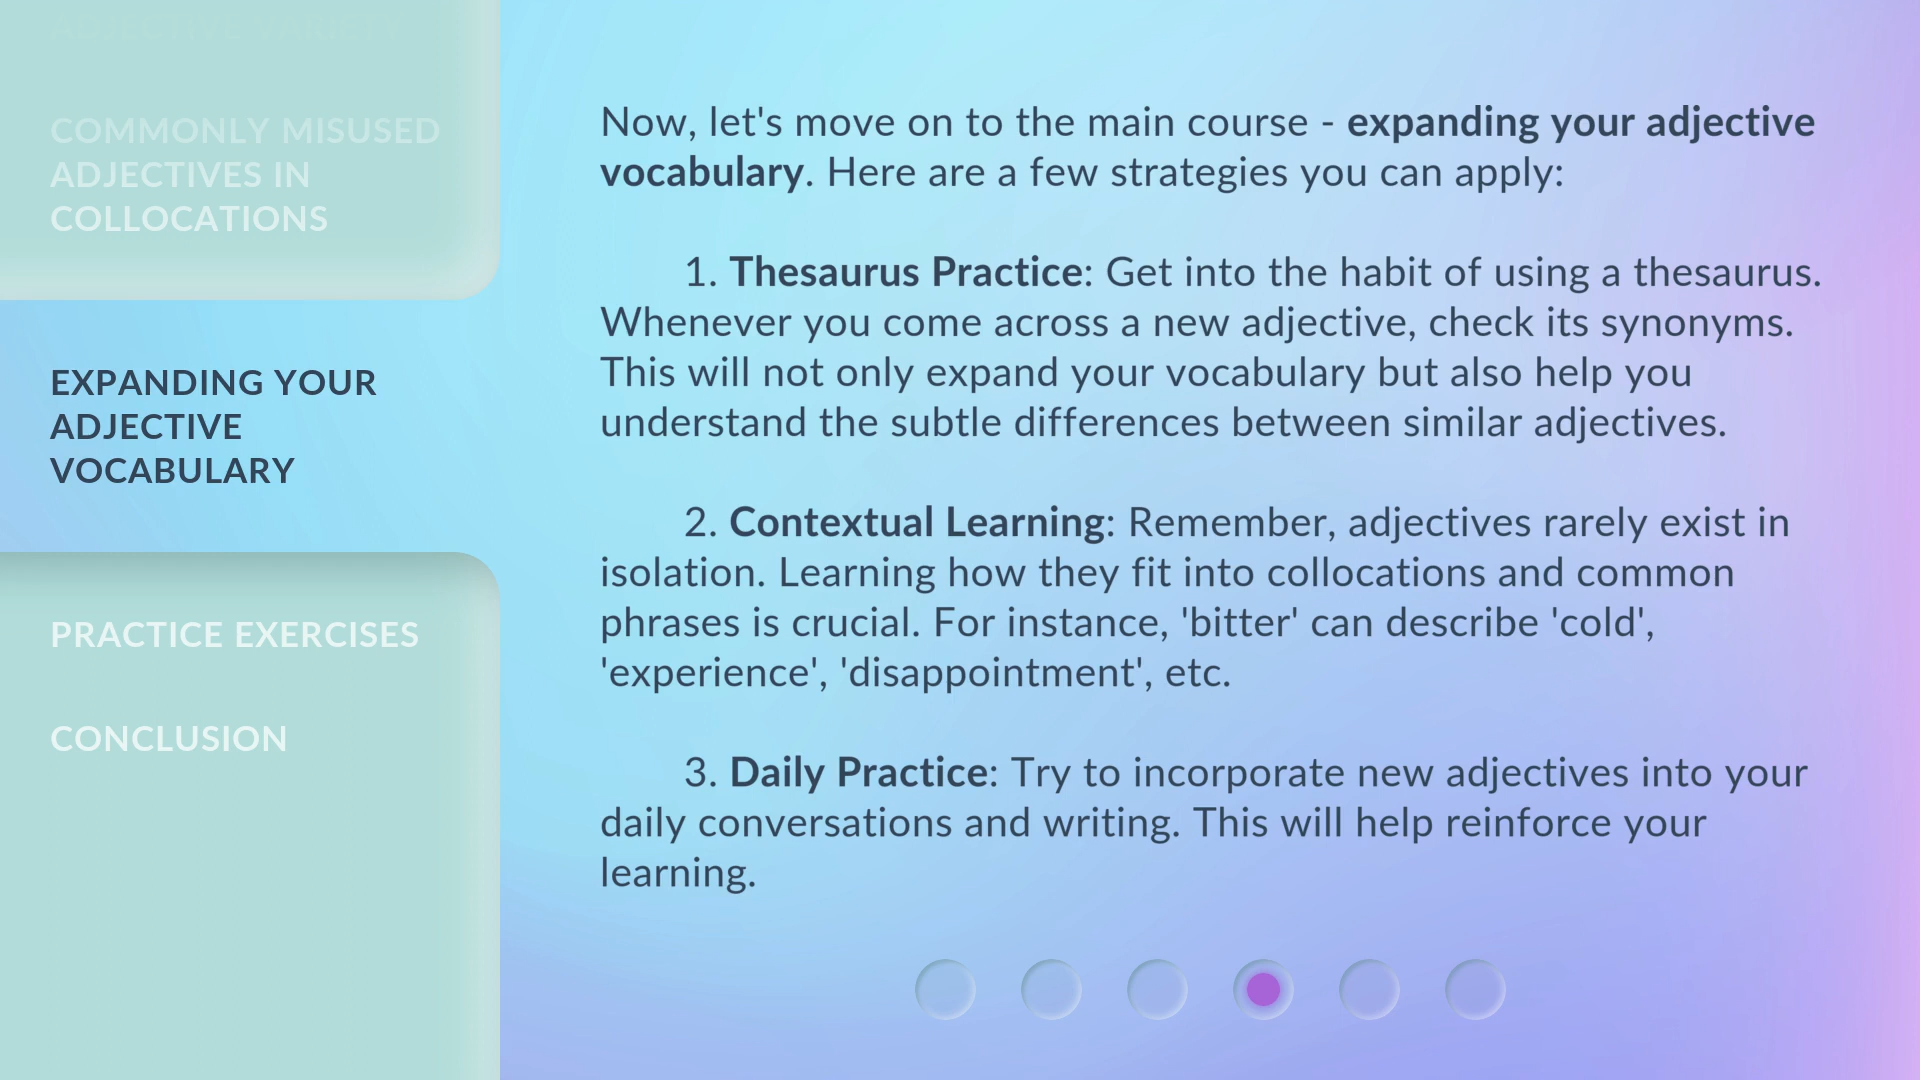 ADJECTIVE VARIETY
COMMONLY MISUSED
ADJECTIVES IN
COLLOCATIONS
EXPANDING YOUR
ADJECTIVE
VOCABULARY
PRACTICE EXERCISES
CONCLUSION
Now, let's move on to the main course - expanding your adjective
vocabulary. Here are a few strategies you can apply:
1. Thesaurus Practice: Get into the habit of using a thesaurus.
Whenever you come across a new adjective, check its synonyms.
This will not only expand your vocabulary but also help you
understand the subtle differences between similar adjectives.
2. Contextual Learning: Remember, adjectives rarely exist in
isolation. Learning how they fit into collocations and common
phrases is crucial. For instance, 'bitter' can describe 'cold',
'experience', 'disappointment', etc.
3. Daily Practice: Try to incorporate new adjectives into your
daily conversations and writing. This will help reinforce your
learning.